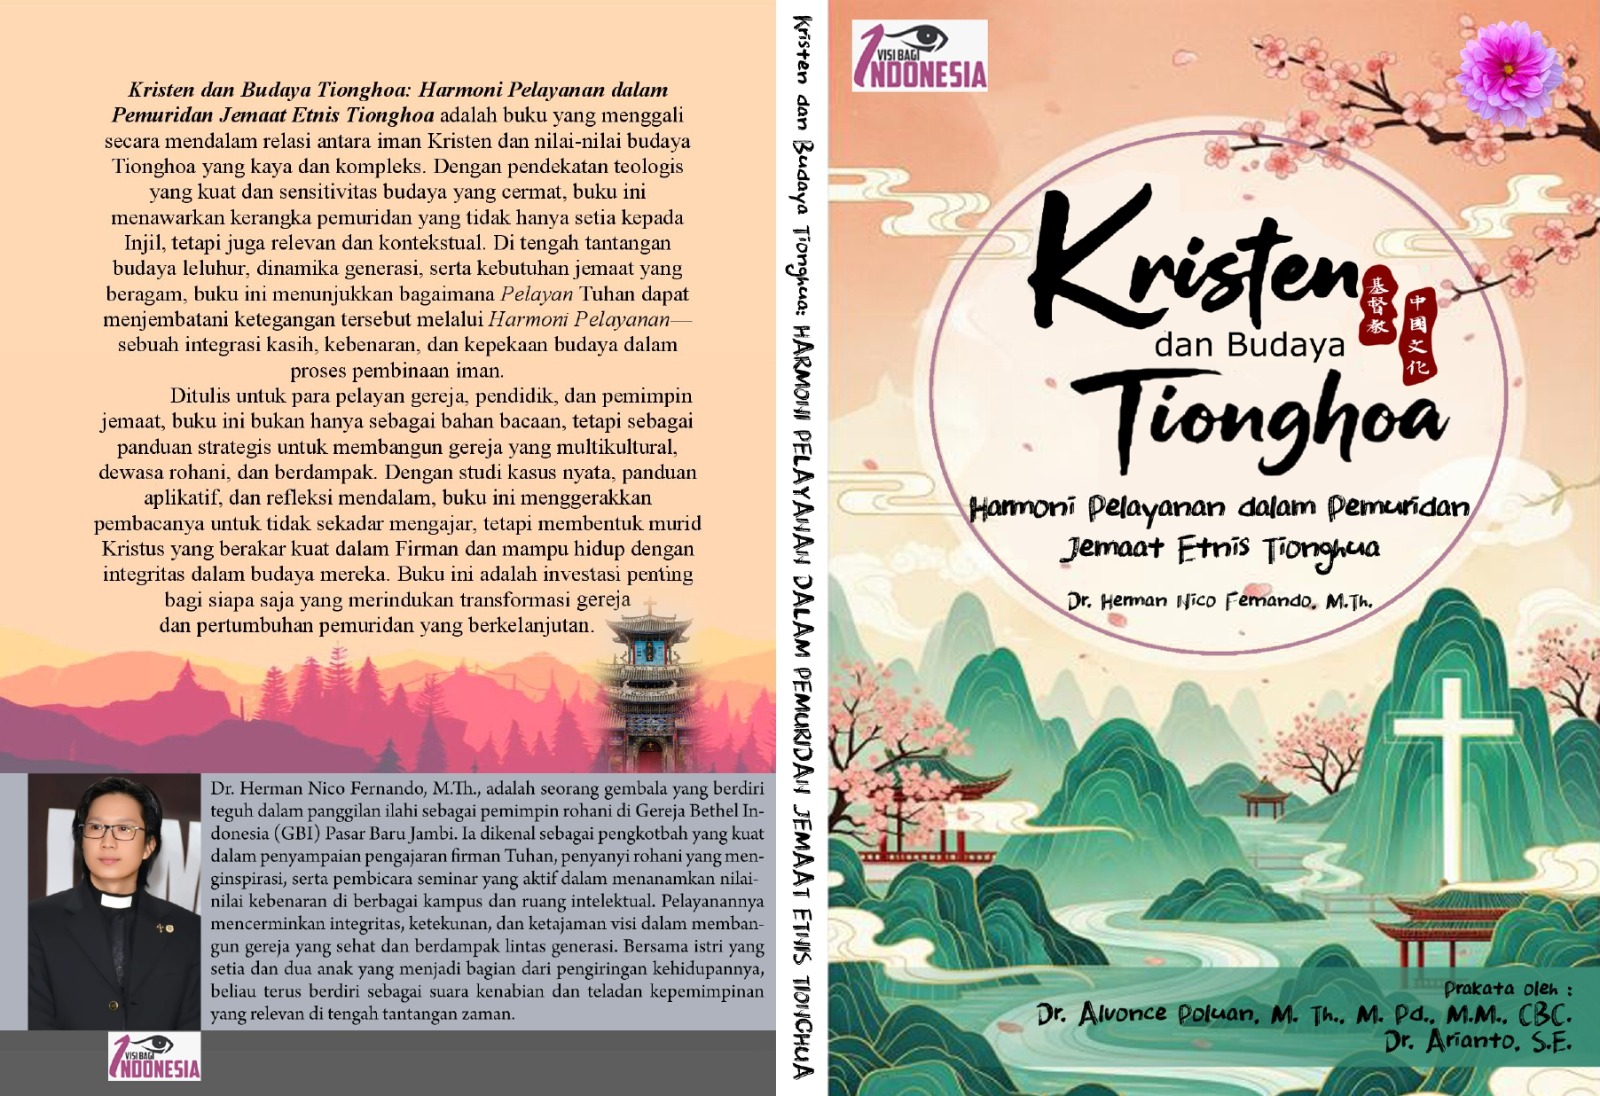 Kristen dan Budaya Tionghoa: Harmoni Pelayanan dalam
Pemuridan Jemaat Etnis Tionghoa adalah buku yang menggali
secara mendalam relasi antara iman Kristen dan nilai-nilai budaya
Tionghoa yang kaya dan kompleks. Dengan pendekatan teologis
yang kuat dan sensitivitas budaya yang cermat, buku ini
menawarkan kerangka pemuridan yang tidak hanya setia kepada
Injil, tetapi juga relevan dan kontekstual. Di tengah tantangan
budaya leluhur, dinamika generasi, serta kebutuhan jemaat yang
beragam, buku ini menunjukkan bagaimana Pelayan Tuhan dapat
menjembatani ketegangan tersebut melalui Harmoni Pelayanan—
sebuah integrasi kasih, kebenaran, dan kepekaan budaya dalam
proses pembinaan iman.
Ditulis untuk para pelayan gereja, pendidik, dan pemimpin
jemaat, buku ini bukan hanya sebagai bahan bacaan, tetapi sebagai
panduan strategis untuk membangun gereja yang multikultural,
dewasa rohani, dan berdampak. Dengan studi kasus nyata, panduan
aplikatif, dan refleksi mendalam, buku ini menggerakkan
pembacanya untuk tidak sekadar mengajar, tetapi membentuk murid
Kristus yang berakar kuat dalam Firman dan mampu hidup dengan
integritas dalam budaya mereka. Buku ini adalah investasi penting
bagi siapa saja yang merindukan transformasi gereja
dan pertumbuhan pemuridan yang berkelanjutan.
Dr. Herman Nico Fernando, M.Th., adalah seorang gembala yang berdiri
teguh dalam panggilan ilahi sebagai pemimpin rohani di Gereja Bethel In-
donesia (GBI) Pasar Baru Jambi. Ia dikenal sebagai pengkotbah yang kuat
dalam penyampaian pengajaran firman Tuhan, penyanyi rohani yang men-
ginspirasi, serta pembicara seminar yang aktif dalam menanamkan nilai-
nilai kebenaran di berbagai kampus dan ruang intelektual. Pelayanannya
mencerminkan integritas, ketekunan, dan ketajaman visi dalam memban-
gun gereja yang sehat dan berdampak lintas generasi. Bersama istri yang
setia dan dua anak yang menjadi bagian dari pengiringan kehidupannya,
beliau terus berdiri sebagai suara kenabian dan teladan kepemimpinan
yang relevan di tengah tantangan zaman.
1 VISI BAGI
INDONESIA
Kristen dan Budaya Tionghua: HARMONI PELAYANAN DALAM PEMURIDAN JEMAAT ETNIS TIONGHUA
1 VISI BAGI
INDONESIA
Kristen
基督教
dan Budaya
中國文化
Tionghoa
Harmoni Pelayanan dalam Pemuridan
Jemaat Etnis Tionghua
Dr. Herman Nico Fernando, M.Th.
Prakata oleh :
Dr. Alvonce Poluan, M. Th., M. Pd., M.M., CBC.
Dr. Arianto, S.E.